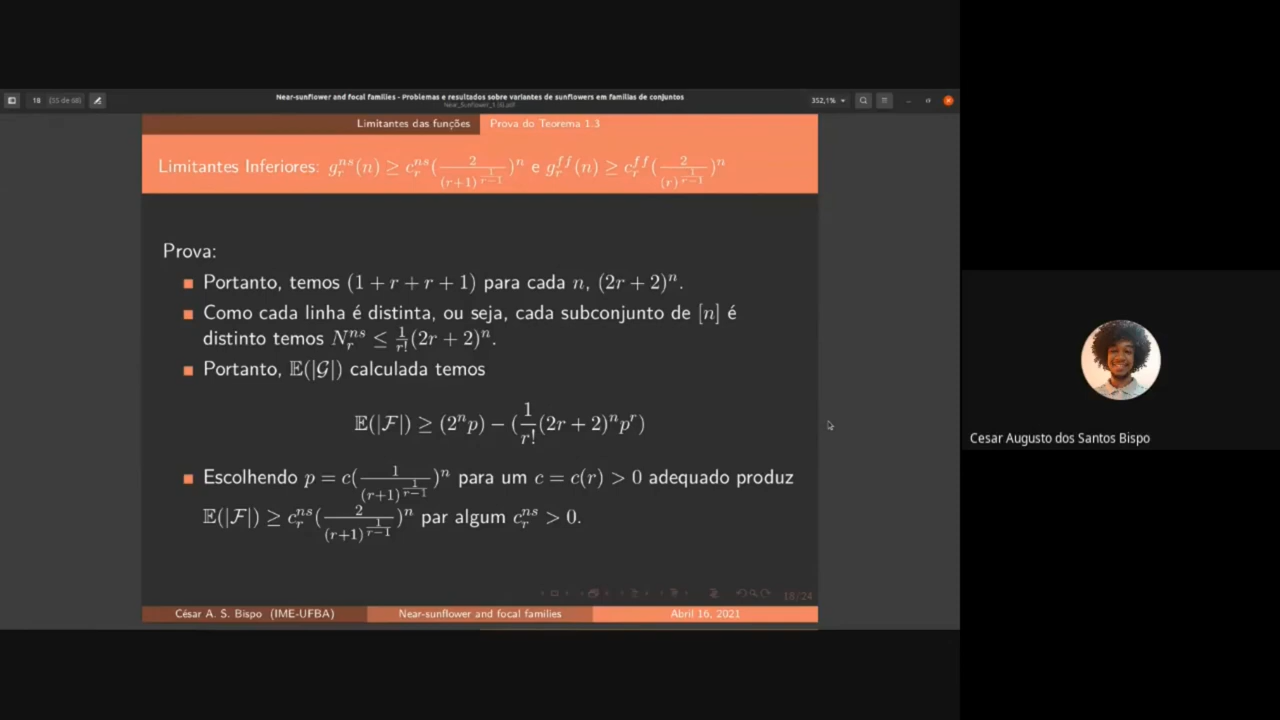 Near-sunflower and focal families - Problemas e resultados sobre variantes de sunflowers em famílias de conjuntos
18 (35 de 68) 352,1%
Limitantes das funções Prova do Teorema 1.3
Limitantes Inferiores: $g_r^{ns}(n) \geq c_r^{ns}(\frac{2}{(r+1)^{\frac{1}{r-1}}})^n$ e $g_r^{ff}(n) \geq c_r^{ff}(\frac{2}{(r)^{\frac{1}{r-1}}})^n$
Prova:
Portanto, temos $(1 + r + r + 1)$ para cada $n$, $(2r + 2)^n$.
Como cada linha é distinta, ou seja, cada subconjunto de $[n]$ é
distinto temos $N_r^{ns} \leq \frac{1}{r!}(2r + 2)^n$.
Portanto, $\mathbb{E}(|\mathcal{G}|)$ calculada temos
$\mathbb{E}(|\mathcal{F}|) \geq (2^n p) - (\frac{1}{r!}(2r + 2)^n p^r)$
Escolhendo $p = c(\frac{1}{(r+1)^{\frac{1}{r-1}}})^n$ para um $c = c(r) > 0$ adequado produz
$\mathbb{E}(|\mathcal{F}|) \geq c_r^{ns}(\frac{2}{(r+1)^{\frac{1}{r-1}}})^n$ par algum $c_r^{ns} > 0$.
18/24
César A. S. Bispo (IME-UFBA) Near-sunflower and focal families Abril 16, 2021
Cesar Augusto dos Santos Bispo